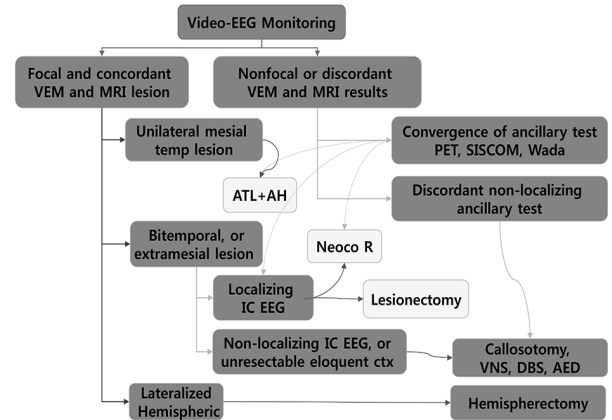 Video-EEG Monitoring
Focal and concordant
VEM and MRI lesion
Nonfocal or discordant
VEM and MRI results
Unilateral mesial
temp lesion
Convergence of ancillary test
PET, SISCOM, Wada
ATL+AH
Discordant non-localizing
ancillary test
Bitemporal, or
extramesial lesion
Neoco R
Localizing
IC EEG
Lesionectomy
Non-localizing IC EEG, or
unresectable eloquent ctx
Callosotomy,
VNS, DBS, AED
Lateralized
Hemispheric
Hemispherectomy